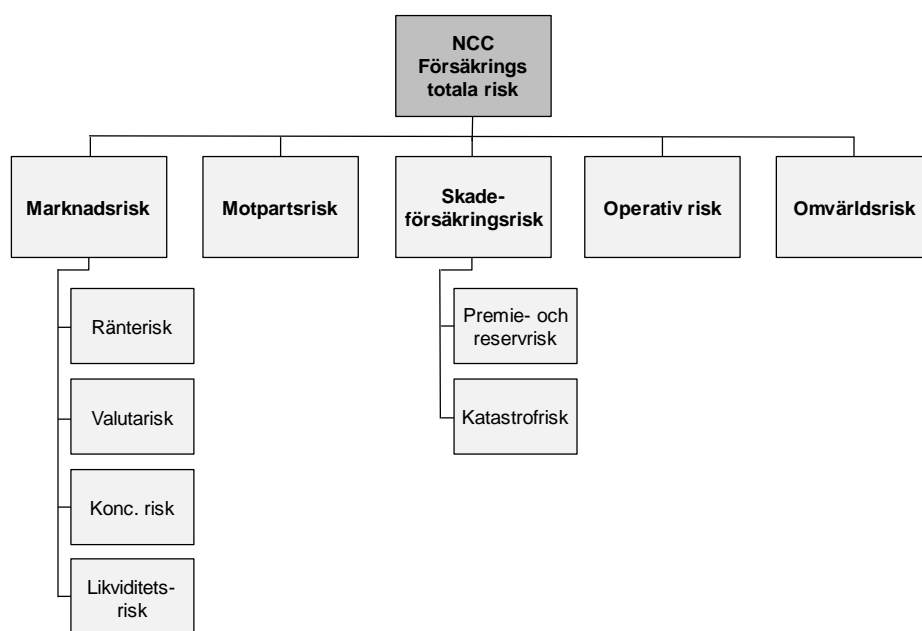 NCC
Försäkrings
totala risk
Marknadsrisk
Motpartsrisk
Skade-
försäkringsrisk
Operativ risk
Omvärldsrisk
Ränterisk
Valutarisk
Konc. risk
Likviditets-
risk
Premie- och
reservrisk
Katastrofrisk